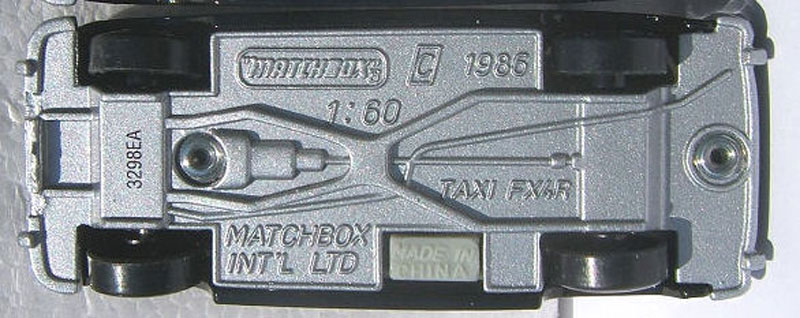 MATCHBOX C 1986
1:60
3298EA
TAXI FX4R
MATCHBOX
INT'L LTD
MADE IN
CHINA